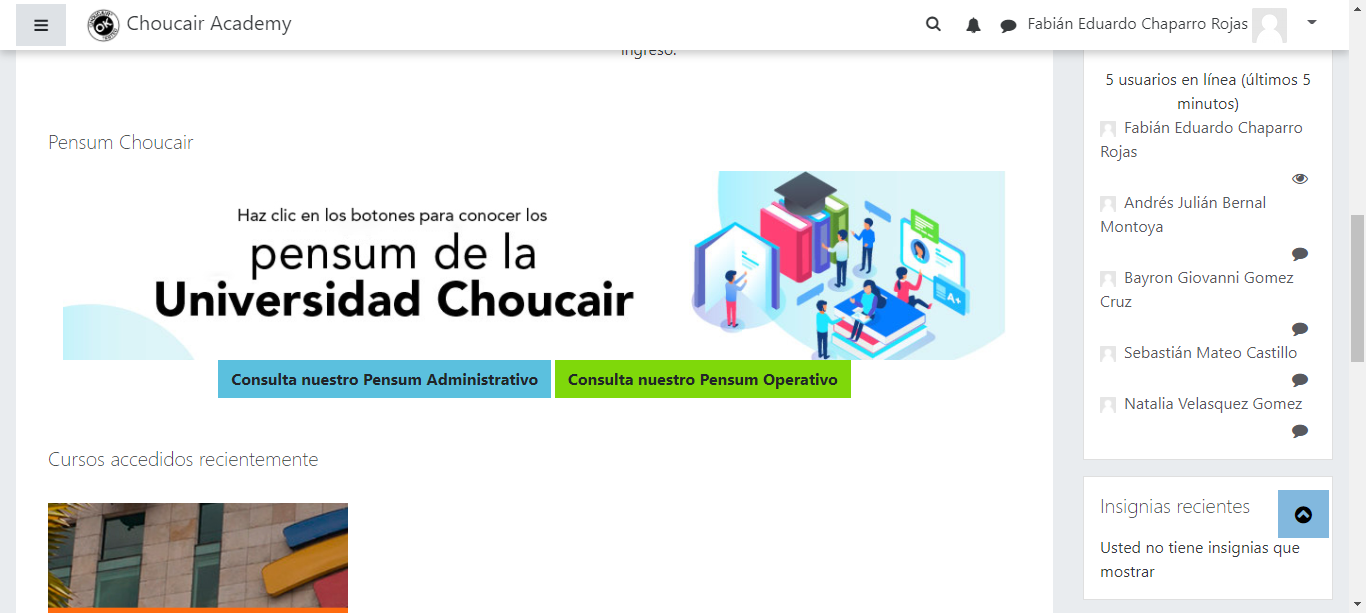 Choucair Academy
Fabián Eduardo Chaparro Rojas
ingreso.
Pensum Choucair
Haz clic en los botones para conocer los
pensum de la
Universidad Choucair
A+
Consulta nuestro Pensum Administrativo
Consulta nuestro Pensum Operativo
Cursos accedidos recientemente
5 usuarios en línea (últimos 5
minutos)
Fabián Eduardo Chaparro
Rojas
Andrés Julián Bernal
Montoya
Bayron Giovanni Gomez
Cruz
Sebastián Mateo Castillo
Natalia Velasquez Gomez
Insignias recientes
Usted no tiene insignias que
mostrar